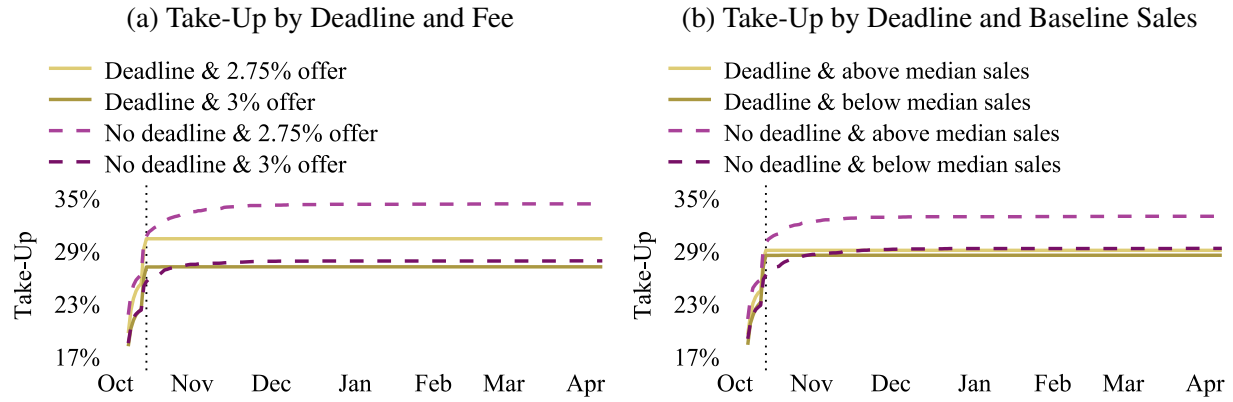 (a) Take-Up by Deadline and Fee
Deadline & 2.75% offer
Deadline & 3% offer
No deadline & 2.75% offer
No deadline & 3% offer
35%
29%
23%
17%
Take-Up
Oct Nov Dec Jan Feb Mar Apr
(b) Take-Up by Deadline and Baseline Sales
Deadline & above median sales
Deadline & below median sales
No deadline & above median sales
No deadline & below median sales
35%
29%
23%
17%
Take-Up
Oct Nov Dec Jan Feb Mar Apr